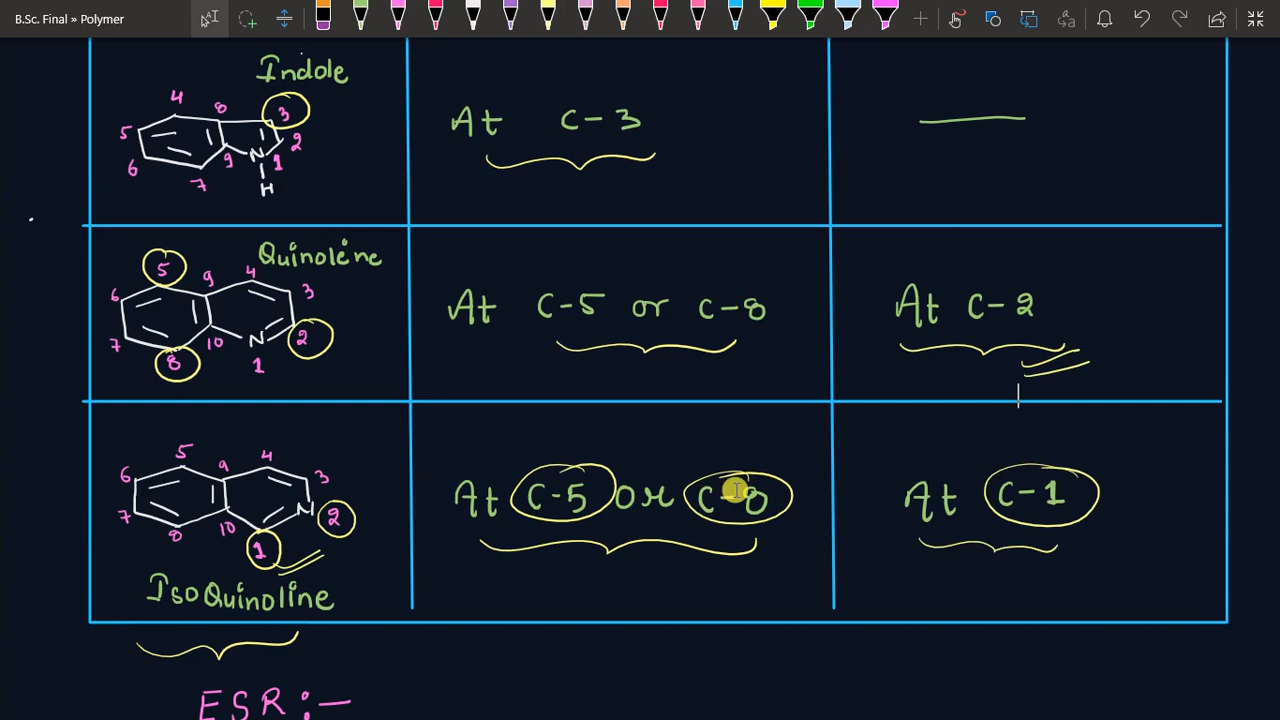 B.Sc. Final » Polymer
Indole
4 8 3
5 2
6 9 N 1
7 H
At C-3
Quinoléne
5 9 4
6 3
7 10 N 2
8 1
At C-5 or C-8
At C-2
5 9 4
6 3
7 N 2
8 10
1
IsoQuinoline
At C-5 or C-8
At C-1
ESR :-